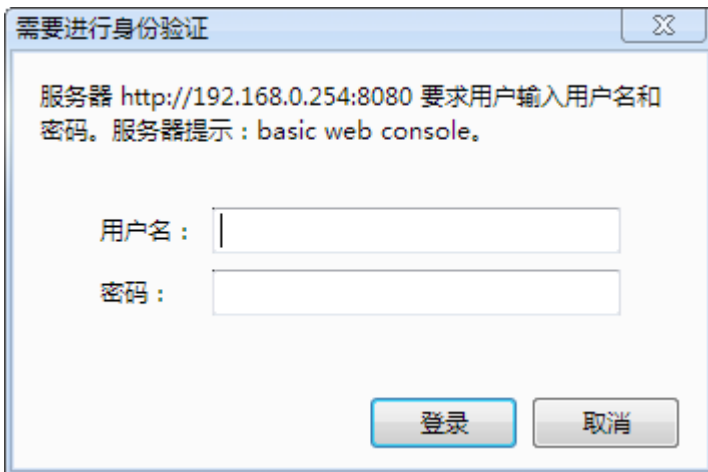 需要进行身份验证
服务器 http://192.168.0.254:8080 要求用户输入用户名和
密码。服务器提示：basic web console。
用户名：
密码：
登录
取消